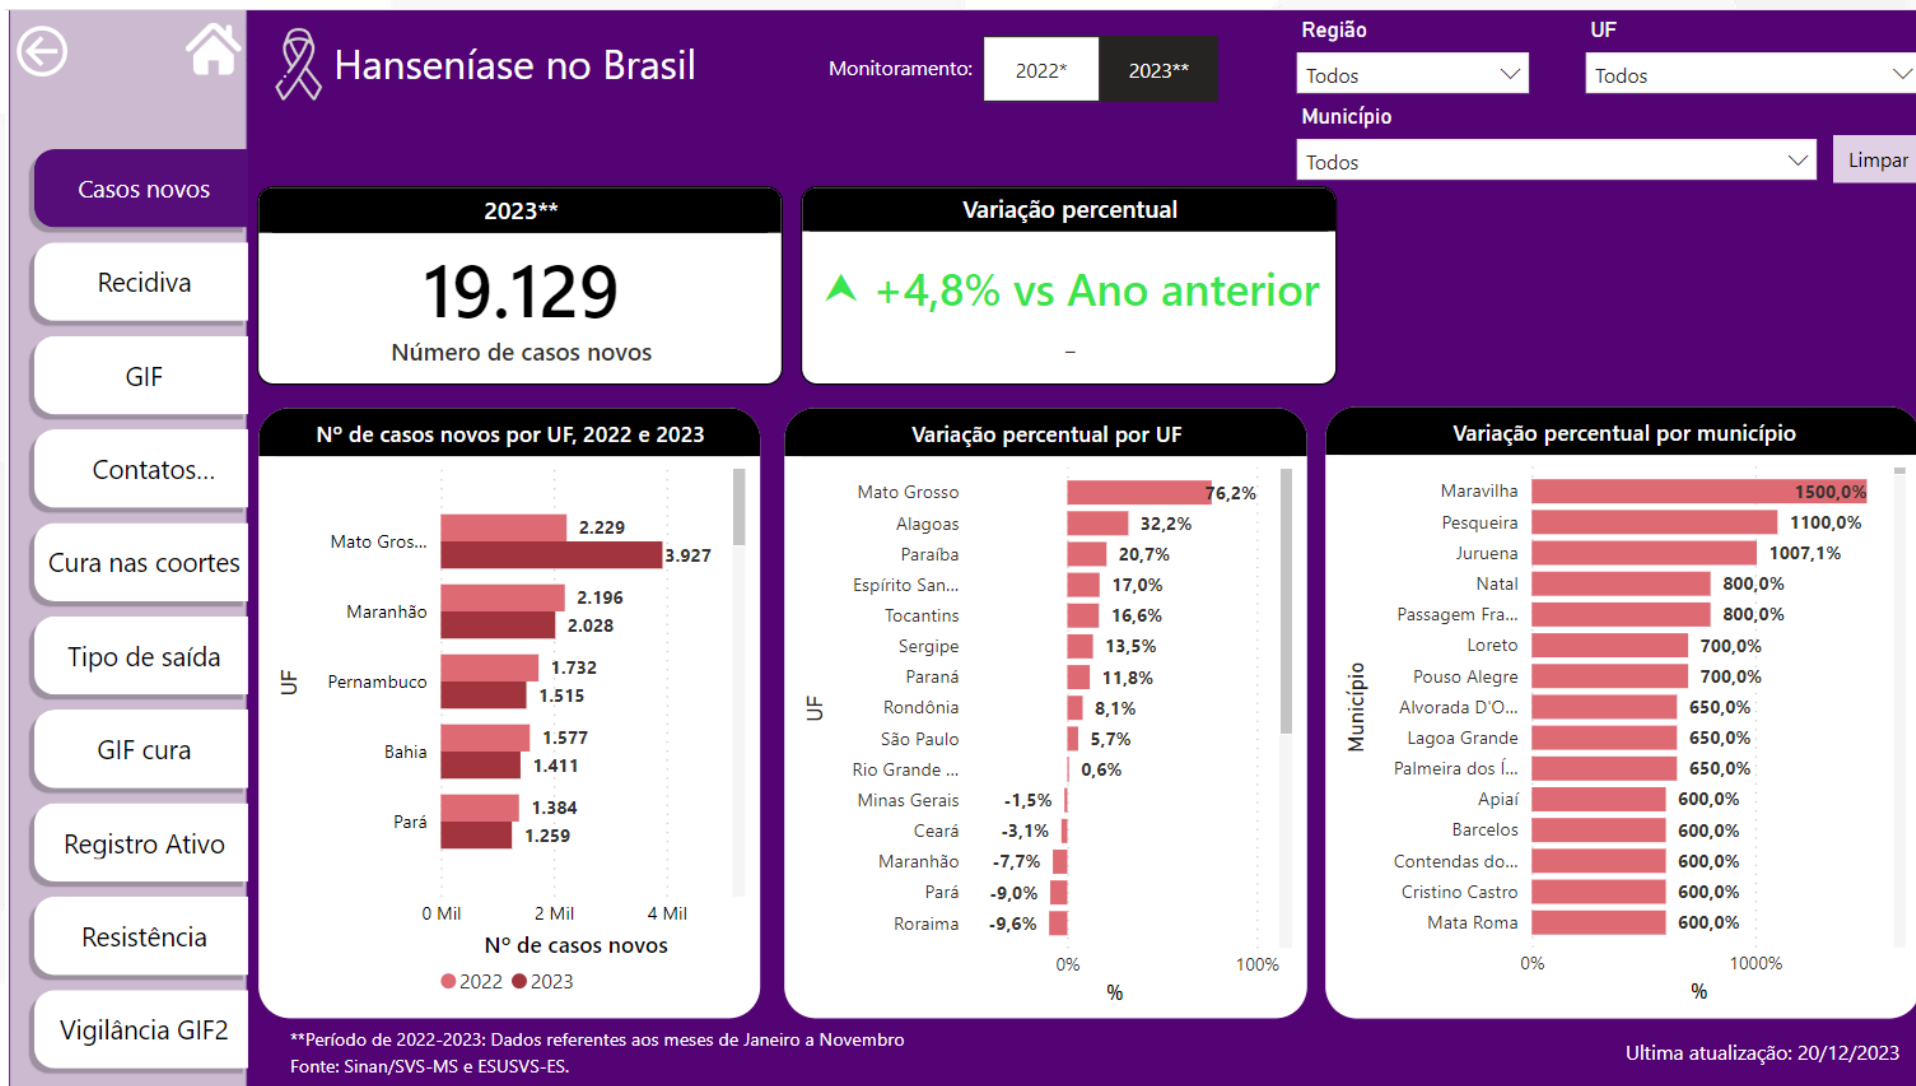 Hanseníase no Brasil
Monitoramento:
2022*
2023**
Região
Todos
UF
Todos
Município
Todos
Limpar
Casos novos
Recidiva
GIF
Contatos...
Cura nas coortes
Tipo de saída
GIF cura
Registro Ativo
Resistência
Vigilância GIF2
2023**
19.129
Número de casos novos
Variação percentual
+4,8% vs Ano anterior
–
Nº de casos novos por UF, 2022 e 2023
UF
Mato Gros...
2.229
3.927
Maranhão
2.196
2.028
Pernambuco
1.732
1.515
Bahia
1.577
1.411
Pará
1.384
1.259
0 Mil
2 Mil
4 Mil
Nº de casos novos
2022
2023
Variação percentual por UF
UF
Mato Grosso 76,2%
Alagoas 32,2%
Paraíba 20,7%
Espírito San... 17,0%
Tocantins 16,6%
Sergipe 13,5%
Paraná 11,8%
Rondônia 8,1%
São Paulo 5,7%
Rio Grande ... 0,6%
Minas Gerais -1,5%
Ceará -3,1%
Maranhão -7,7%
Pará -9,0%
Roraima -9,6%
0%
100%
%
Variação percentual por município
Município
Maravilha 1500,0%
Pesqueira 1100,0%
Juruena 1007,1%
Natal 800,0%
Passagem Fra... 800,0%
Loreto 700,0%
Pouso Alegre 700,0%
Alvorada D'O... 650,0%
Lagoa Grande 650,0%
Palmeira dos Í... 650,0%
Apiaí 600,0%
Barcelos 600,0%
Contendas do... 600,0%
Cristino Castro 600,0%
Mata Roma 600,0%
0%
1000%
%
**Período de 2022-2023: Dados referentes aos meses de Janeiro a Novembro
Fonte: Sinan/SVS-MS e ESUSVS-ES.
Ultima atualização: 20/12/2023